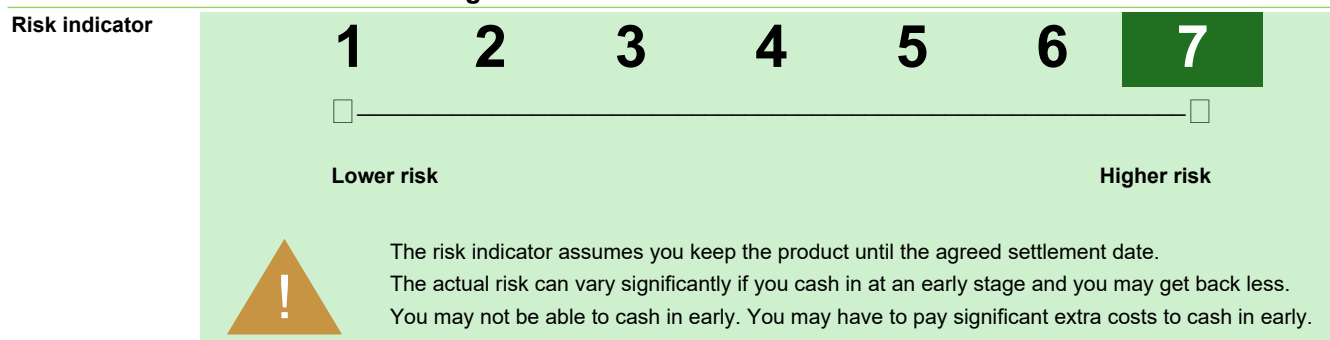 Risk indicator
1 2 3 4 5 6 7
Lower risk Higher risk
The risk indicator assumes you keep the product until the agreed settlement date.
! The actual risk can vary significantly if you cash in at an early stage and you may get back less.
You may not be able to cash in early. You may have to pay significant extra costs to cash in early.